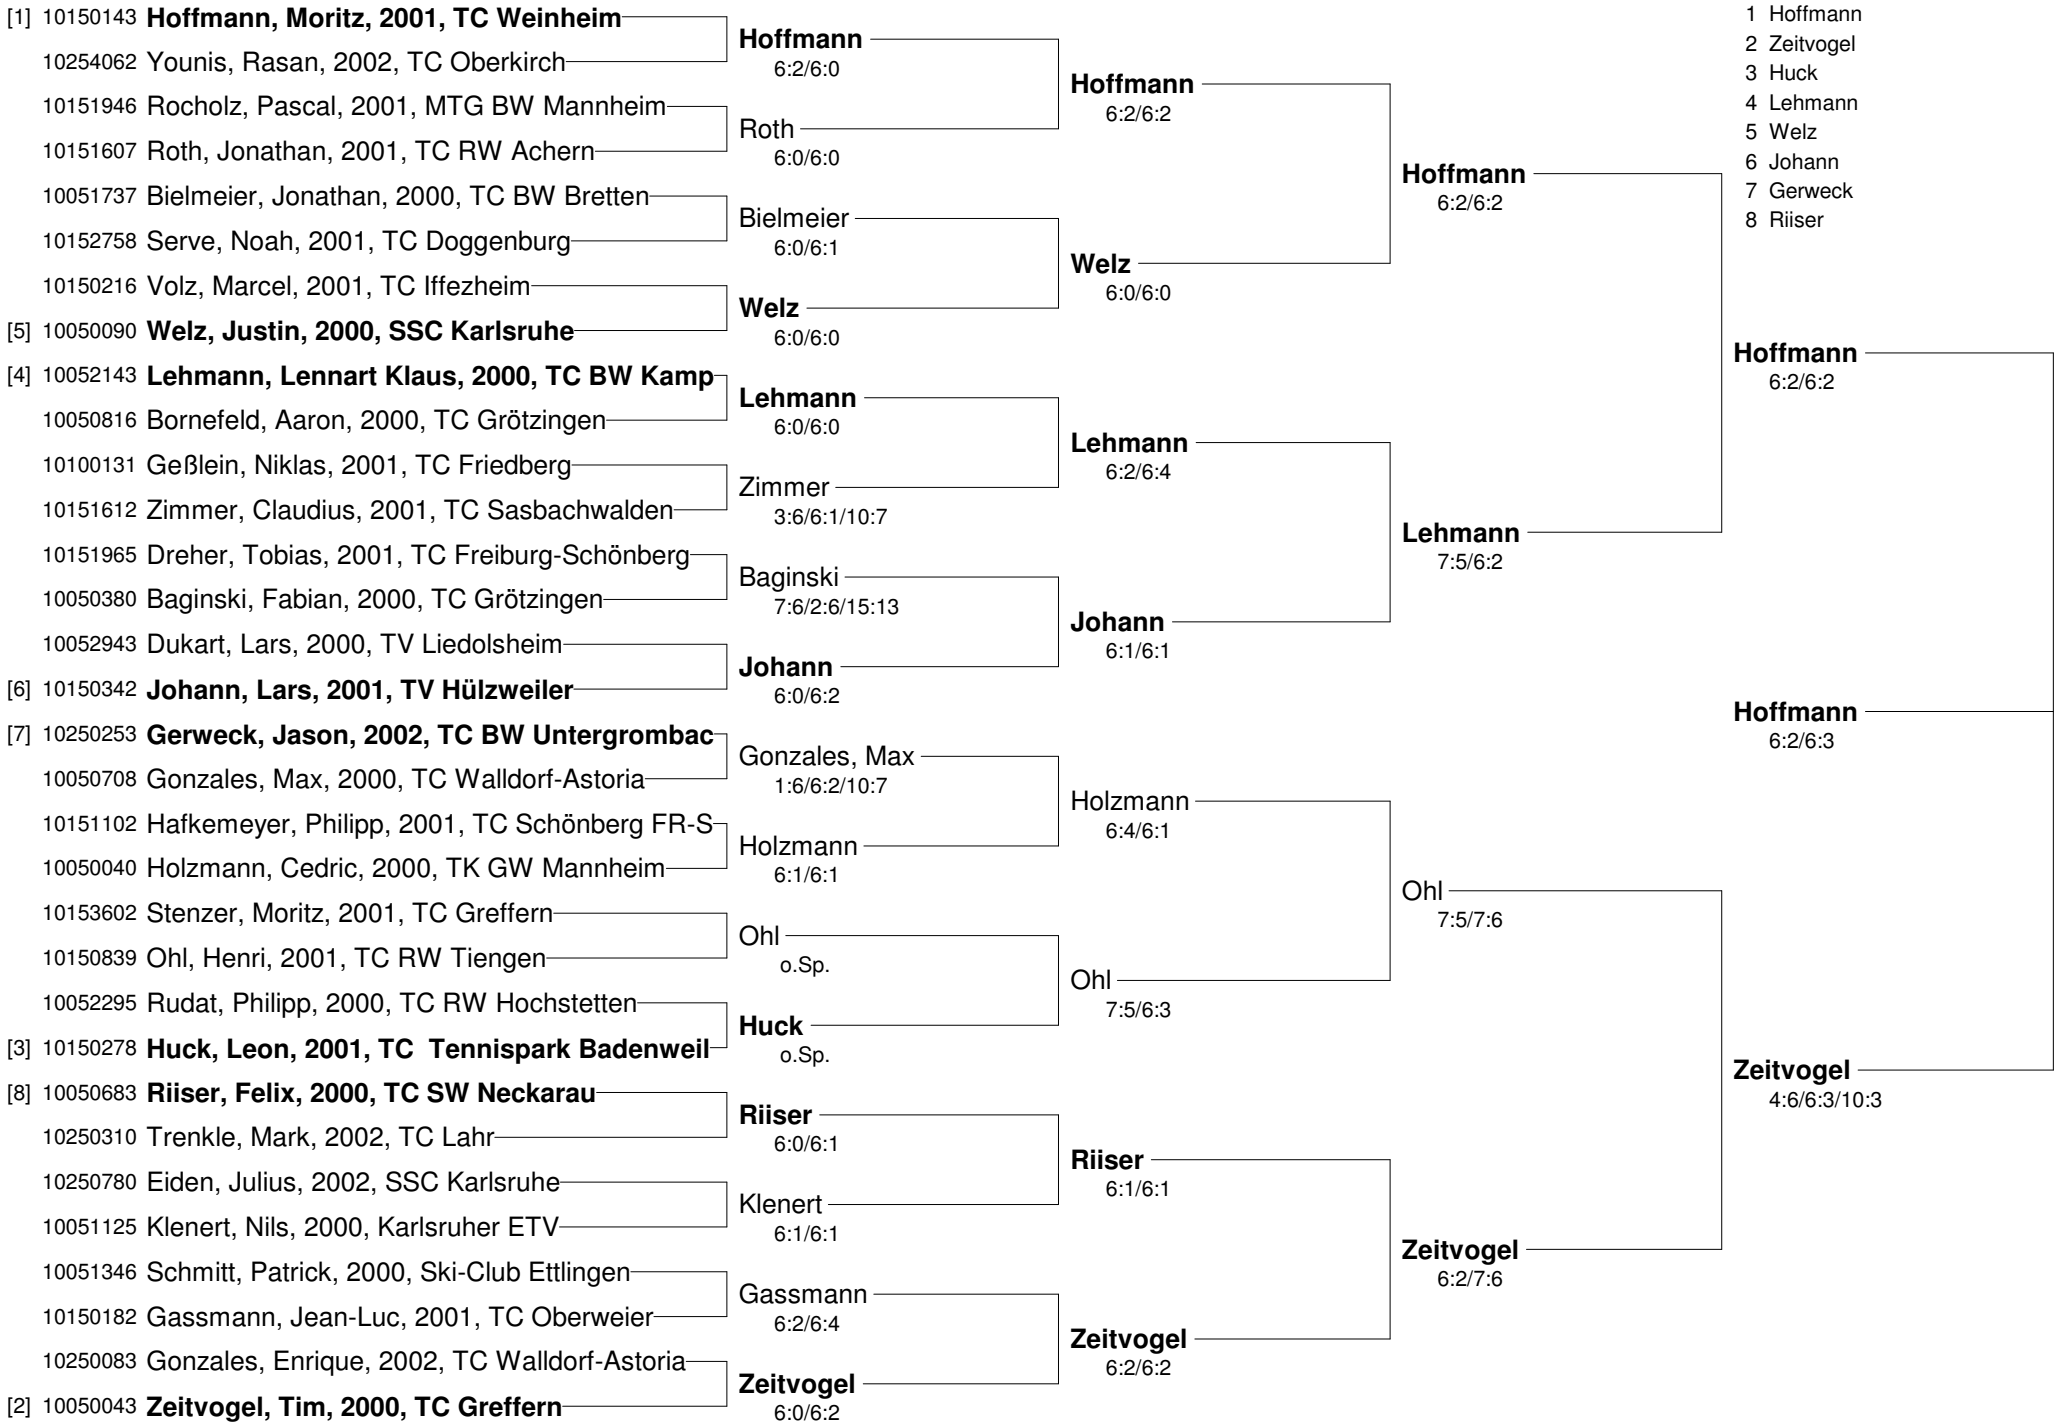 [1] 10150143 Hoffmann, Moritz, 2001, TC Weinheim
10254062 Younis, Rasan, 2002, TC Oberkirch
10151946 Rocholz, Pascal, 2001, MTG BW Mannheim
10151607 Roth, Jonathan, 2001, TC RW Achern
10051737 Bielmeier, Jonathan, 2000, TC BW Bretten
10152758 Serve, Noah, 2001, TC Doggenburg
10150216 Volz, Marcel, 2001, TC Iffezheim
[5] 10050090 Welz, Justin, 2000, SSC Karlsruhe
[4] 10052143 Lehmann, Lennart Klaus, 2000, TC BW Kamp
10050816 Bornefeld, Aaron, 2000, TC Grötzingen
10100131 Geßlein, Niklas, 2001, TC Friedberg
10151612 Zimmer, Claudius, 2001, TC Sasbachwalden
10151965 Dreher, Tobias, 2001, TC Freiburg-Schönberg
10050380 Baginski, Fabian, 2000, TC Grötzingen
10052943 Dukart, Lars, 2000, TV Liedolsheim
[6] 10150342 Johann, Lars, 2001, TV Hülzweiler
[7] 10250253 Gerweck, Jason, 2002, TC BW Untergrombac
10050708 Gonzales, Max, 2000, TC Walldorf-Astoria
10151102 Hafkemeyer, Philipp, 2001, TC Schönberg FR-S
10050040 Holzmann, Cedric, 2000, TK GW Mannheim
10153602 Stenzer, Moritz, 2001, TC Greffern
10150839 Ohl, Henri, 2001, TC RW Tiengen
10052295 Rudat, Philipp, 2000, TC RW Hochstetten
[3] 10150278 Huck, Leon, 2001, TC  Tennispark Badenweil
[8] 10050683 Riiser, Felix, 2000, TC SW Neckarau
10250310 Trenkle, Mark, 2002, TC Lahr
10250780 Eiden, Julius, 2002, SSC Karlsruhe
10051125 Klenert, Nils, 2000, Karlsruher ETV
10051346 Schmitt, Patrick, 2000, Ski-Club Ettlingen
10150182 Gassmann, Jean-Luc, 2001, TC Oberweier
10250083 Gonzales, Enrique, 2002, TC Walldorf-Astoria
[2] 10050043 Zeitvogel, Tim, 2000, TC Greffern
Hoffmann
6:2/6:0
Roth
6:0/6:0
Bielmeier
6:0/6:1
Welz
6:0/6:0
Lehmann
6:0/6:0
Zimmer
3:6/6:1/10:7
Baginski
7:6/2:6/15:13
Johann
6:0/6:2
Gonzales, Max
1:6/6:2/10:7
Holzmann
6:1/6:1
Ohl
o.Sp.
Huck
o.Sp.
Riiser
6:0/6:1
Klenert
6:1/6:1
Gassmann
6:2/6:4
Zeitvogel
6:0/6:2
Hoffmann
6:2/6:2
Welz
6:0/6:0
Lehmann
6:2/6:4
Johann
6:1/6:1
Holzmann
6:4/6:1
Ohl
7:5/6:3
Riiser
6:1/6:1
Zeitvogel
6:2/6:2
Hoffmann
6:2/6:2
Lehmann
7:5/6:2
Ohl
7:5/7:6
Zeitvogel
6:2/7:6
1 Hoffmann
2 Zeitvogel
3 Huck
4 Lehmann
5 Welz
6 Johann
7 Gerweck
8 Riiser
Hoffmann
6:2/6:2
Hoffmann
6:2/6:3
Zeitvogel
4:6/6:3/10:3